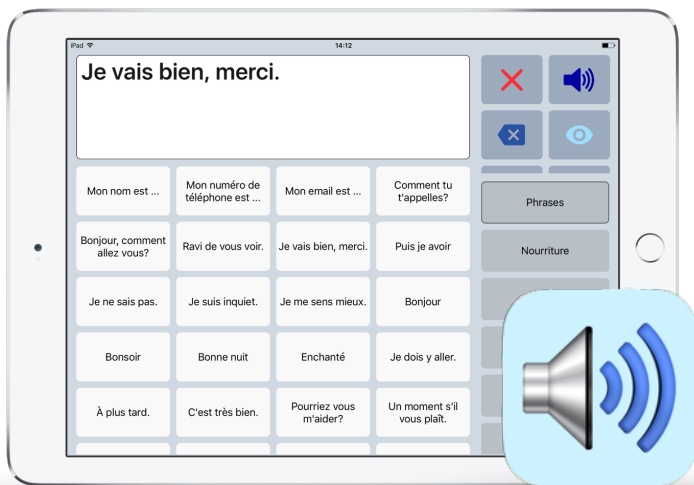 iPad 14:12
Je vais bien, merci.
Mon nom est ...
Mon numéro de
téléphone est ...
Mon email est ...
Comment tu
t'appelles?
Phrases
Bonjour, comment
allez vous?
Ravi de vous voir.
Je vais bien, merci.
Puis je avoir
Nourriture
Je ne sais pas.
Je suis inquiet.
Je me sens mieux.
Bonjour
Bonsoir
Bonne nuit
Enchanté
Je dois y aller.
À plus tard.
C'est très bien.
Pourriez vous
m'aider?
Un moment s'il
vous plaît.